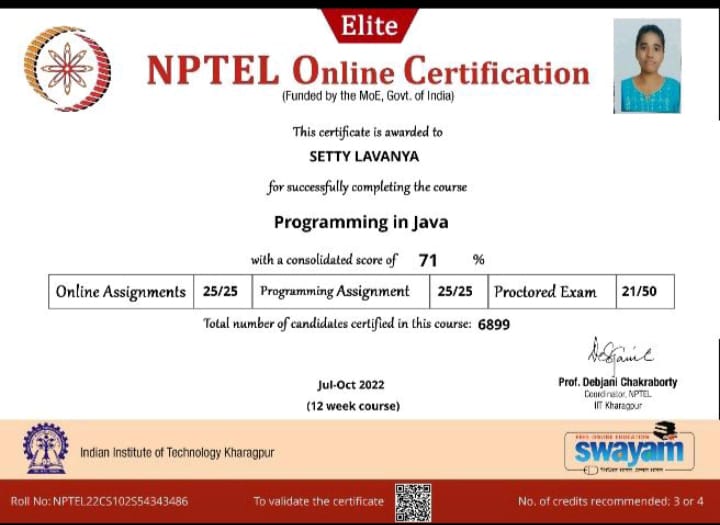 Elite
NPTEL Online Certification
(Funded by the MoE, Govt. of India)
This certificate is awarded to
SETTY LAVANYA
for successfully completing the course
Programming in Java
with a consolidated score of 71 %
Online Assignments 25/25 Programming Assignment 25/25 Proctored Exam 21/50
Total number of candidates certified in this course: 6899
Jul-Oct 2022
(12 week course)
Prof. Debjani Chakraborty
Coordinator, NPTEL
IIT Kharagpur
Indian Institute of Technology Kharagpur
FREE ONLINE EDUCATION
swayam
Roll No: NPTEL22CS102S54343486 To validate the certificate No. of credits recommended: 3 or 4